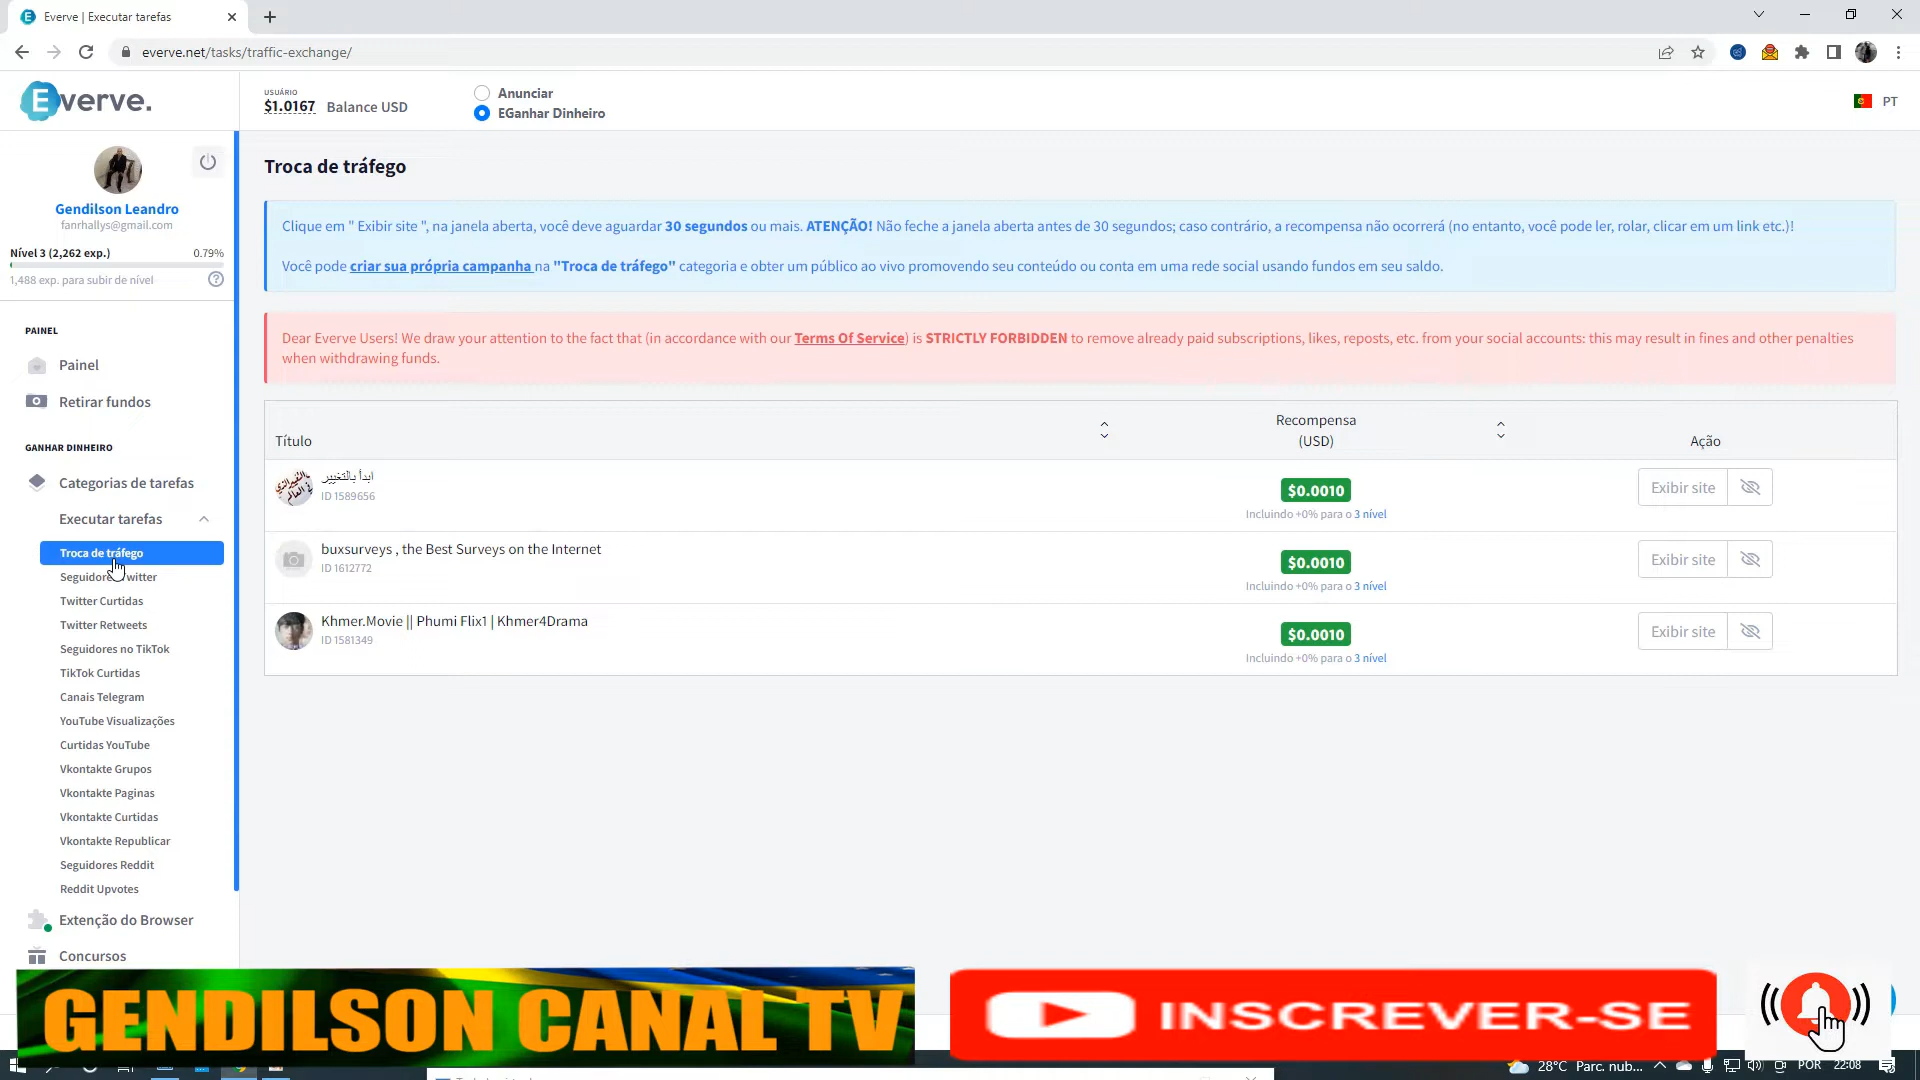 Everve | Executar tarefas
everve.net/tasks/traffic-exchange/
Everve.
USUÁRIO
$1.0167 Balance USD
Anunciar
EGanhar Dinheiro
PT
Gendilson Leandro
fanrhallys@gmail.com
Nível 3 (2,262 exp.) 0.79%
1,488 exp. para subir de nível
PAINEL
Painel
Retirar fundos
GANHAR DINHEIRO
Categorias de tarefas
Executar tarefas
Troca de tráfego
Seguidore Twitter
Twitter Curtidas
Twitter Retweets
Seguidores no TikTok
TikTok Curtidas
Canais Telegram
YouTube Visualizações
Curtidas YouTube
Vkontakte Grupos
Vkontakte Paginas
Vkontakte Curtidas
Vkontakte Republicar
Seguidores Reddit
Reddit Upvotes
Extenção do Browser
Concursos
Troca de tráfego
Clique em " Exibir site ", na janela aberta, você deve aguardar 30 segundos ou mais. ATENÇÃO! Não feche a janela aberta antes de 30 segundos; caso contrário, a recompensa não ocorrerá (no entanto, você pode ler, rolar, clicar em um link etc.)!
Você pode criar sua própria campanha na "Troca de tráfego" categoria e obter um público ao vivo promovendo seu conteúdo ou conta em uma rede social usando fundos em seu saldo.
Dear Everve Users! We draw your attention to the fact that (in accordance with our Terms Of Service) is STRICTLY FORBIDDEN to remove already paid subscriptions, likes, reposts, etc. from your social accounts: this may result in fines and other penalties
when withdrawing funds.
Título
Recompensa
(USD)
Ação
ابدأ بالتغيير
ID 1589656
$0.0010
Incluindo +0% para o 3 nível
Exibir site
buxsurveys , the Best Surveys on the Internet
ID 1612772
$0.0010
Incluindo +0% para o 3 nível
Exibir site
Khmer.Movie || Phumi Flix1 | Khmer4Drama
ID 1581349
$0.0010
Incluindo +0% para o 3 nível
Exibir site
GENDILSON CANAL TV
INSCREVER-SE
28°C Parc. nub... POR 22:08